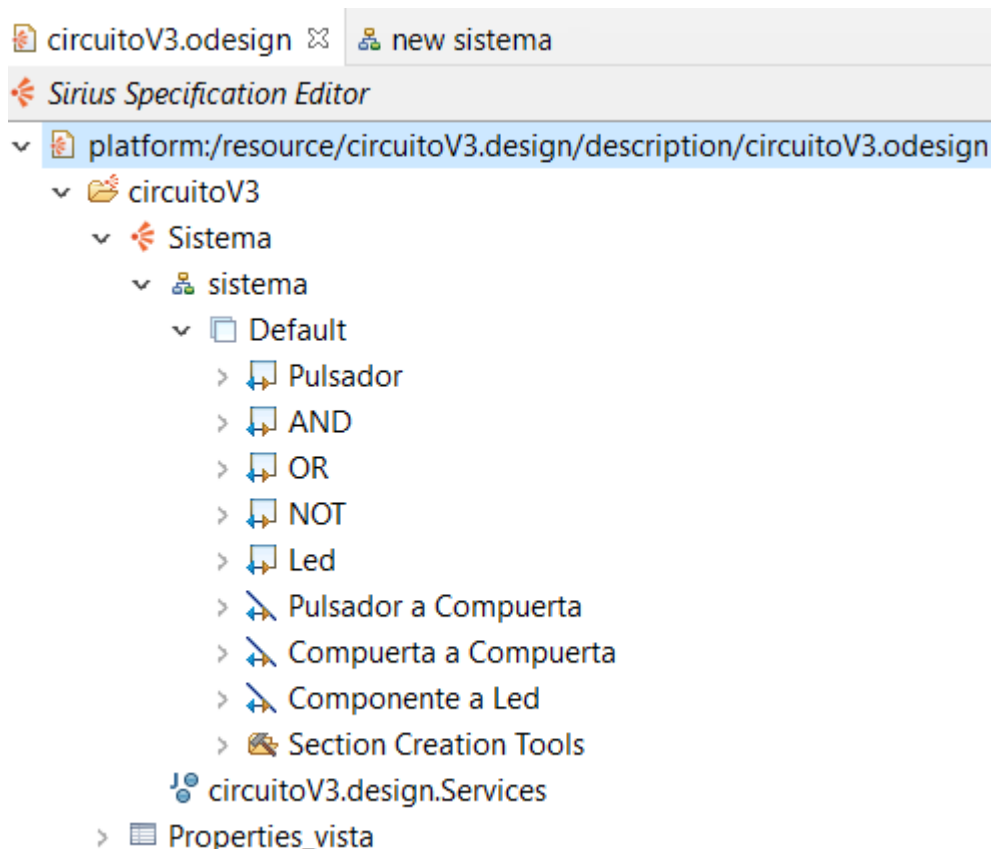 circuitoV3.odesign new sistema
Sirius Specification Editor
platform:/resource/circuitoV3.design/description/circuitoV3.odesign
circuitoV3
Sistema
sistema
Default
Pulsador
AND
OR
NOT
Led
Pulsador a Compuerta
Compuerta a Compuerta
Componente a Led
Section Creation Tools
circuitoV3.design.Services
Properties_vista